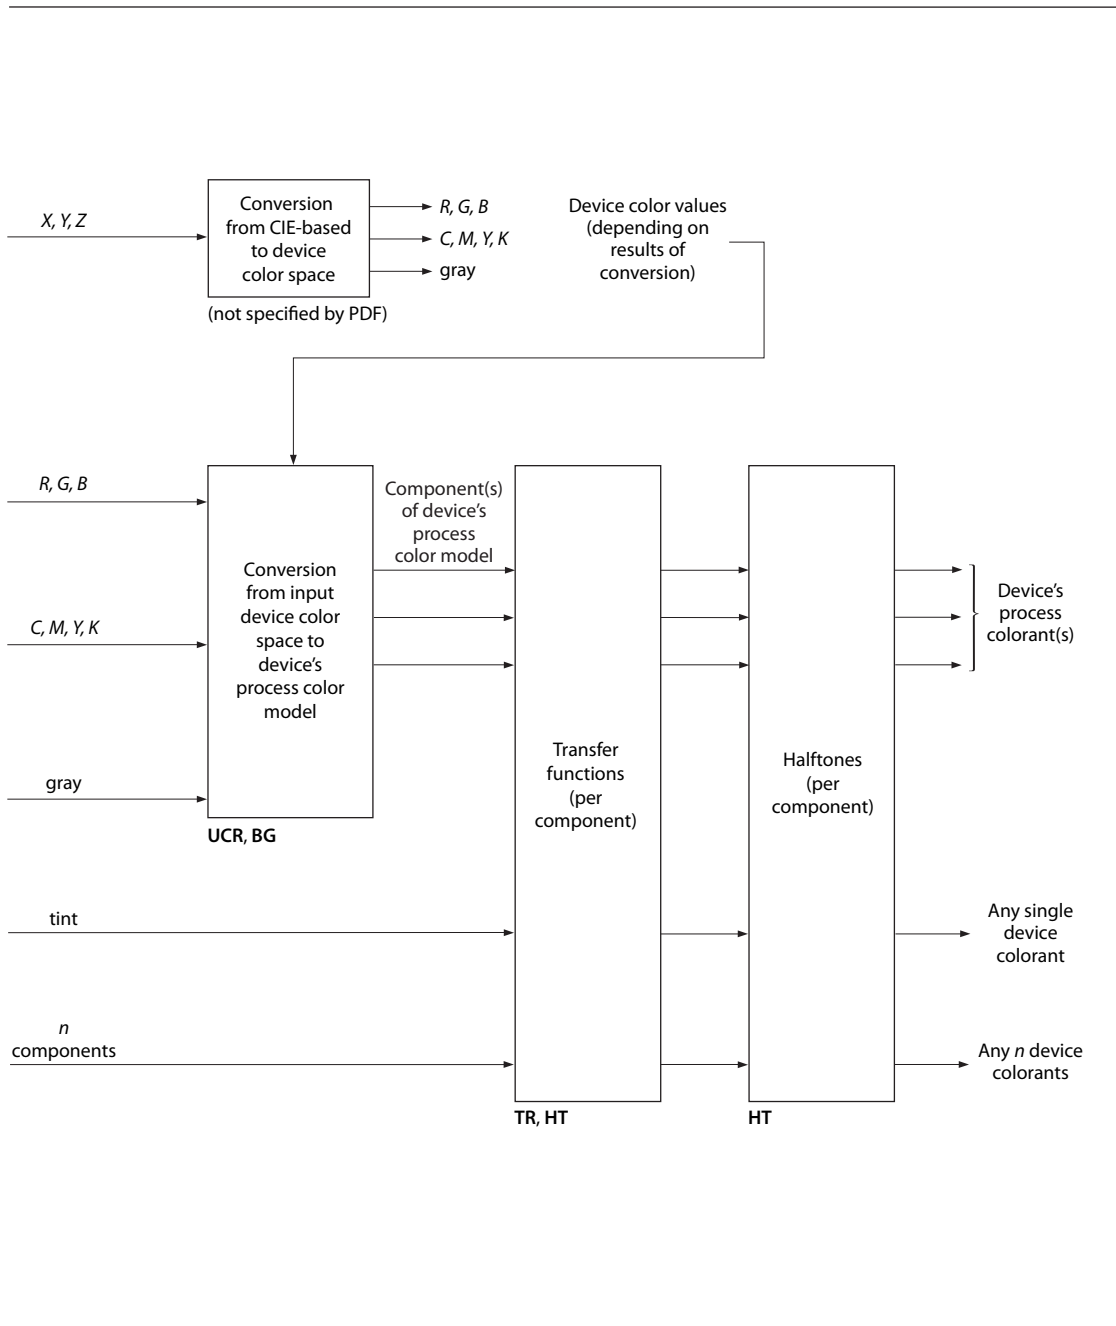 X, Y, Z
Conversion
from CIE-based
to device
color space
(not specified by PDF)
R, G, B
C, M, Y, K
gray
Device color values
(depending on
results of
conversion)
R, G, B
C, M, Y, K
gray
Conversion
from input
device color
space to
device’s
process color
model
UCR, BG
Component(s)
of device’s
process
color model
tint
n
components
Transfer
functions
(per
component)
TR, HT
Halftones
(per
component)
HT
Device’s
process
colorant(s)
Any single
device
colorant
Any n device
colorants